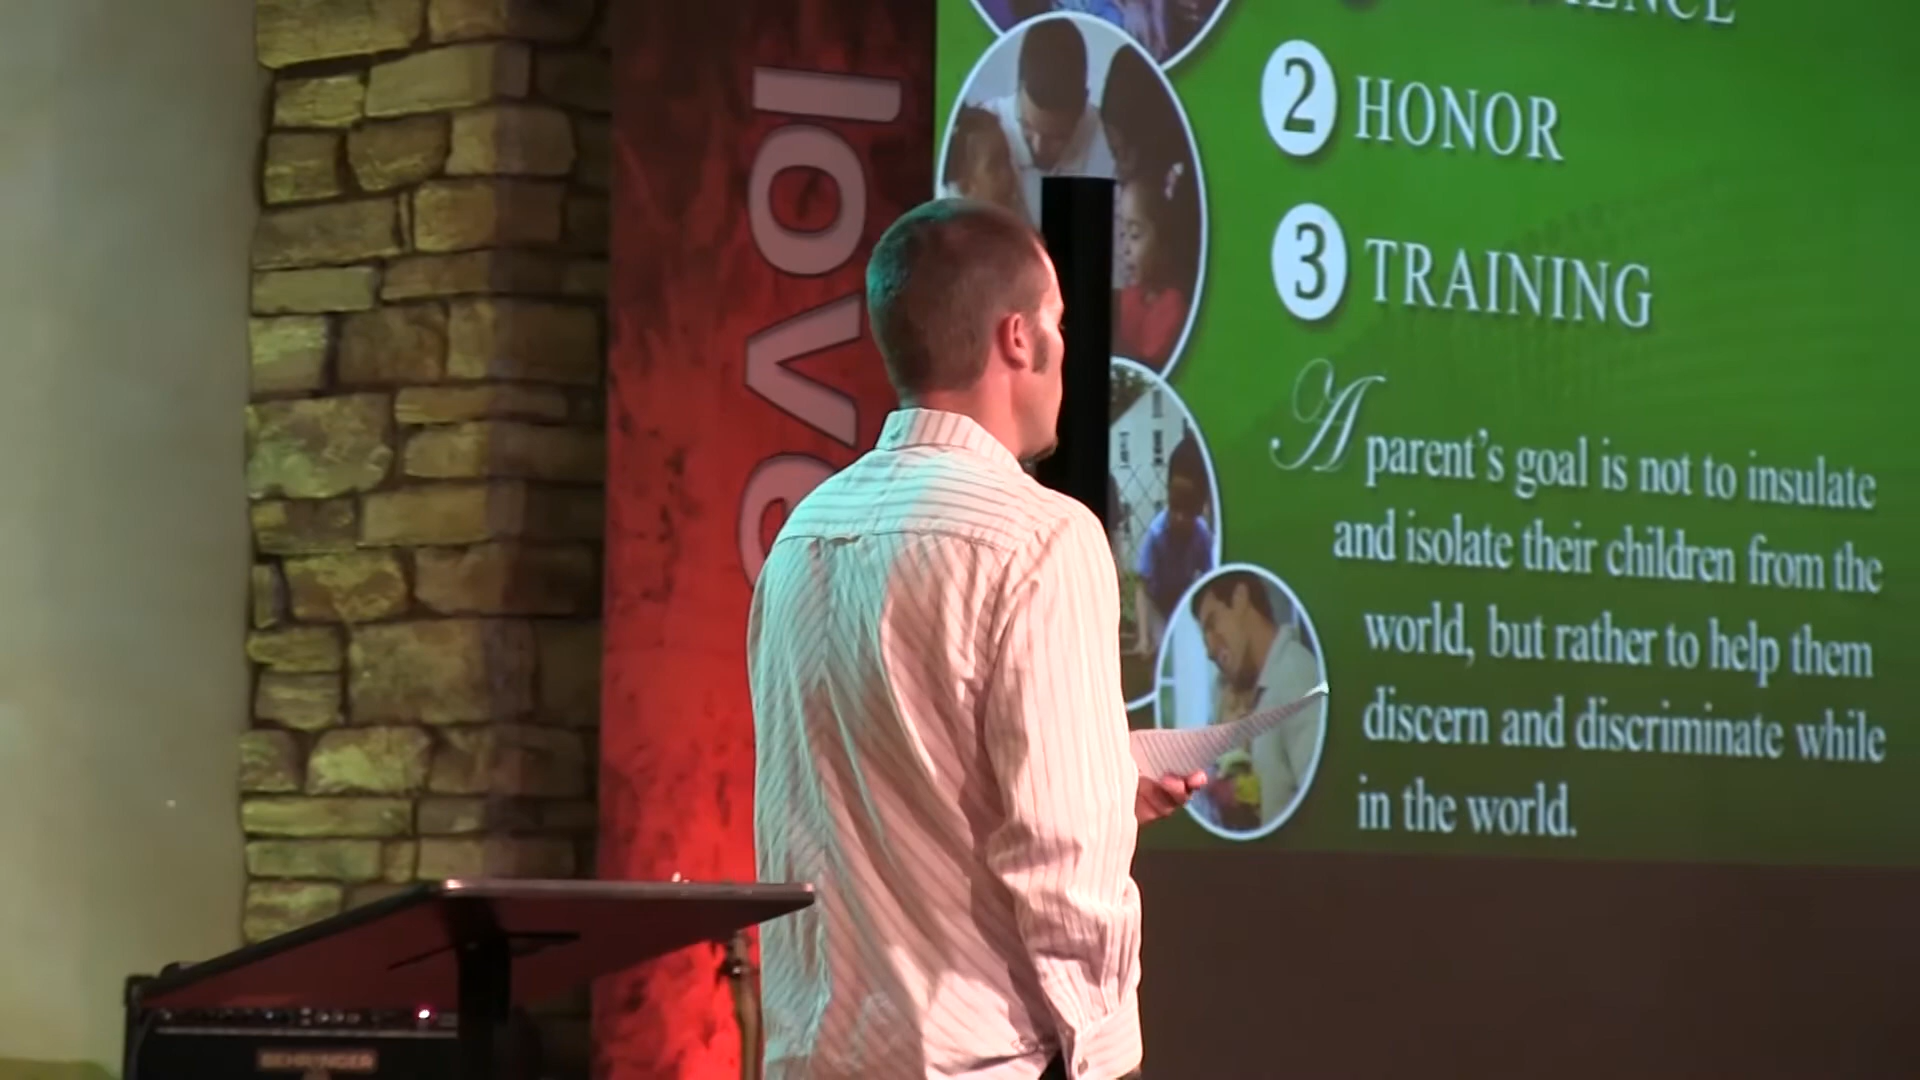 love
2 HONOR
3 TRAINING
A parent's goal is not to insulate
and isolate their children from the
world, but rather to help them
discern and discriminate while
in the world.
BEHRINGER